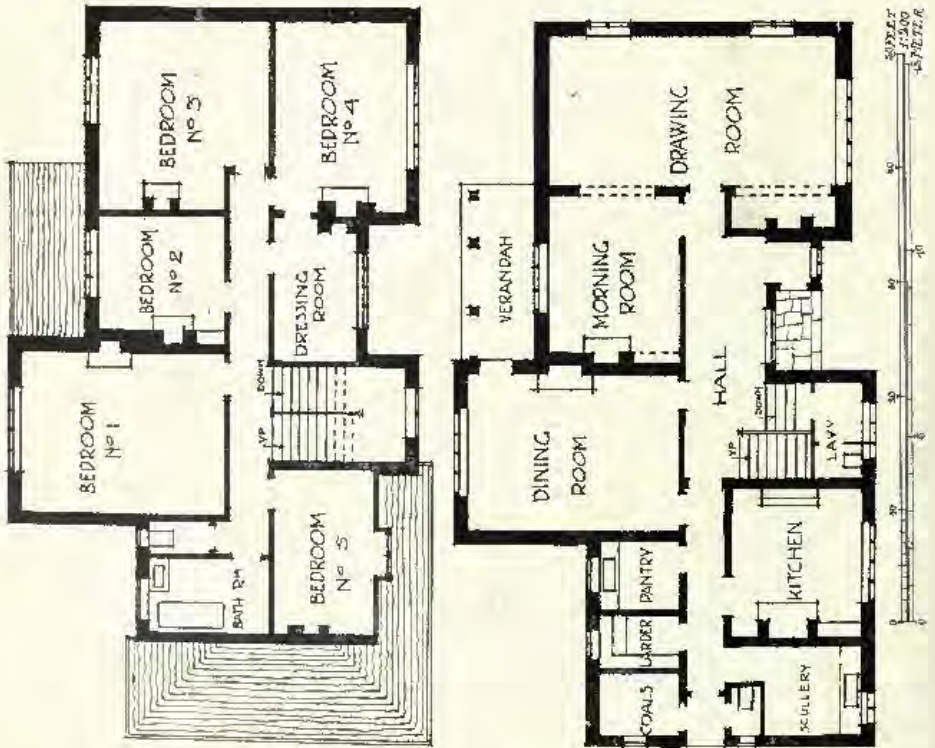 BEDROOM
Nº 3
BEDROOM
Nº 4
BEDROOM
Nº 2
DRESSING
ROOM
BEDROOM
Nº 1
UP
DOWN
BATH RM
BEDROOM
Nº 5
DRAWING
ROOM
VERANDAH
MORNING
ROOM
HALL
DINING
ROOM
UP
DOWN
LAVY
PANTRY
KITCHEN
LARDER
COALS
SCULLERY
FEET
1:200
METER